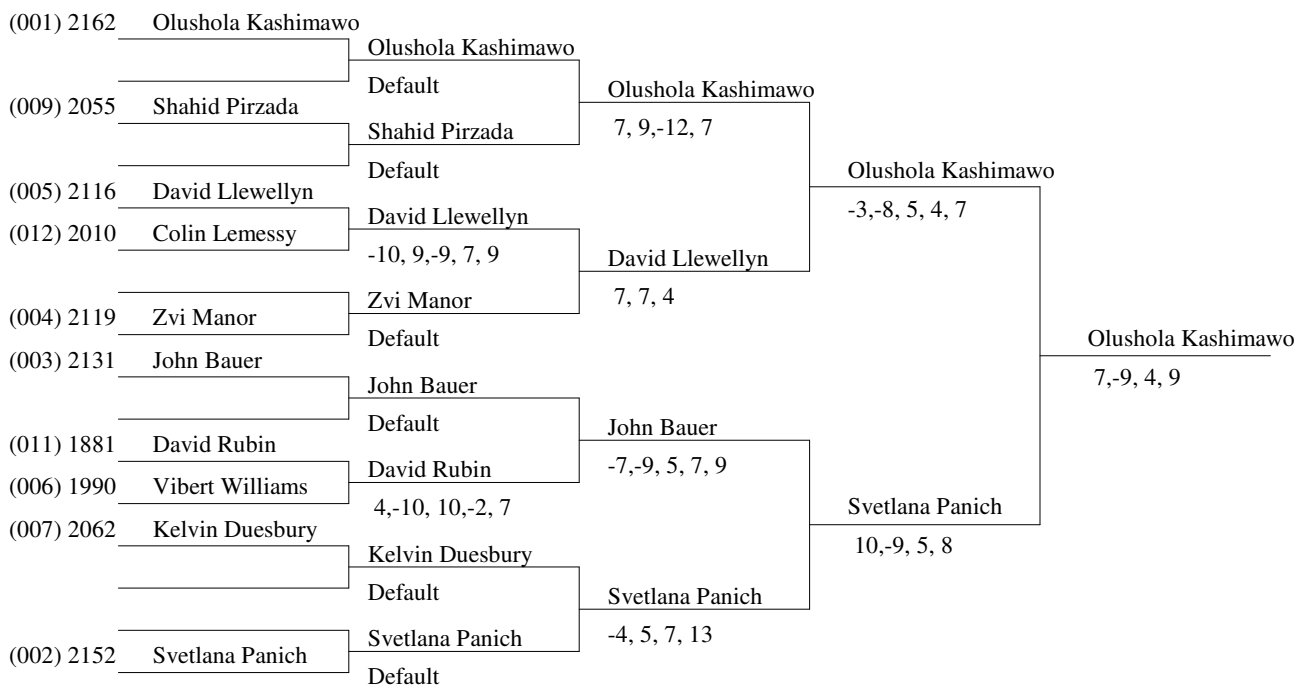 (001) 2162 Olushola Kashimawo
Olushola Kashimawo
Default
Olushola Kashimawo
(009) 2055 Shahid Pirzada
7, 9,-12, 7
Shahid Pirzada
Default
Olushola Kashimawo
(005) 2116 David Llewellyn
-3,-8, 5, 4, 7
David Llewellyn
(012) 2010 Colin Lemessy
-10, 9,-9, 7, 9
David Llewellyn
Zvi Manor
7, 7, 4
(004) 2119 Zvi Manor
Default
Olushola Kashimawo
(003) 2131 John Bauer
7,-9, 4, 9
John Bauer
Default
John Bauer
(011) 1881 David Rubin
-7,-9, 5, 7, 9
David Rubin
(006) 1990 Vibert Williams
4,-10, 10,-2, 7
Svetlana Panich
(007) 2062 Kelvin Duesbury
10,-9, 5, 8
Kelvin Duesbury
Default
Svetlana Panich
-4, 5, 7, 13
Svetlana Panich
(002) 2152 Svetlana Panich
Default